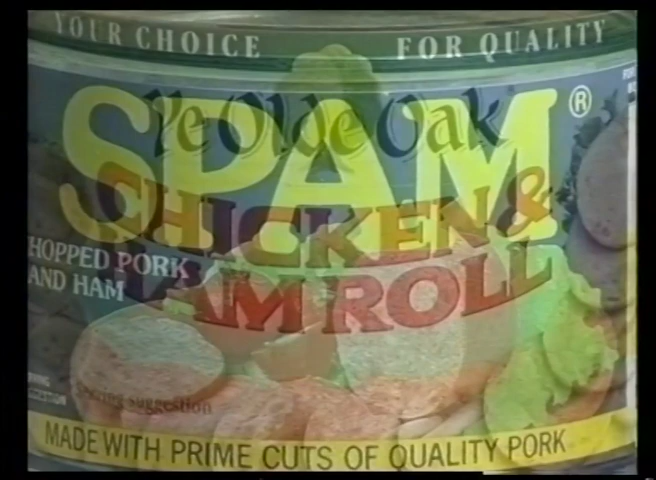 YOUR CHOICE FOR QUALITY
Ye Olde Oak
SPAM®
CHICKEN &
HAM ROLL
HOPPED PORK
AND HAM
Serving suggestion
MADE WITH PRIME CUTS OF QUALITY PORK